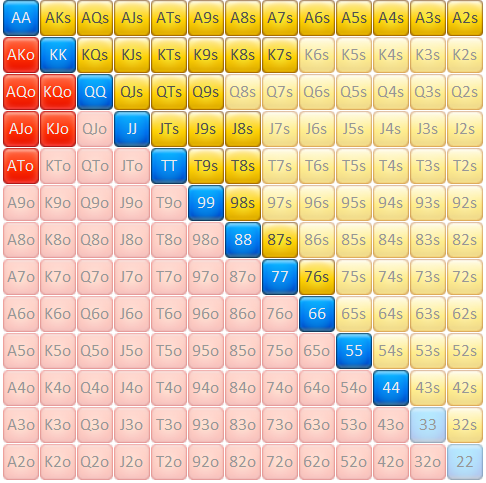 AA AKs AQs AJs ATs A9s A8s A7s A6s A5s A4s A3s A2s
AKo KK KQs KJs KTs K9s K8s K7s K6s K5s K4s K3s K2s
AQo KQo QQ QJs QTs Q9s Q8s Q7s Q6s Q5s Q4s Q3s Q2s
AJo KJo QJo JJ JTs J9s J8s J7s J6s J5s J4s J3s J2s
ATo KTo QTo JTo TT T9s T8s T7s T6s T5s T4s T3s T2s
A9o K9o Q9o J9o T9o 99 98s 97s 96s 95s 94s 93s 92s
A8o K8o Q8o J8o T8o 98o 88 87s 86s 85s 84s 83s 82s
A7o K7o Q7o J7o T7o 97o 87o 77 76s 75s 74s 73s 72s
A6o K6o Q6o J6o T6o 96o 86o 76o 66 65s 64s 63s 62s
A5o K5o Q5o J5o T5o 95o 85o 75o 65o 55 54s 53s 52s
A4o K4o Q4o J4o T4o 94o 84o 74o 64o 54o 44 43s 42s
A3o K3o Q3o J3o T3o 93o 83o 73o 63o 53o 43o 33 32s
A2o K2o Q2o J2o T2o 92o 82o 72o 62o 52o 42o 32o 22